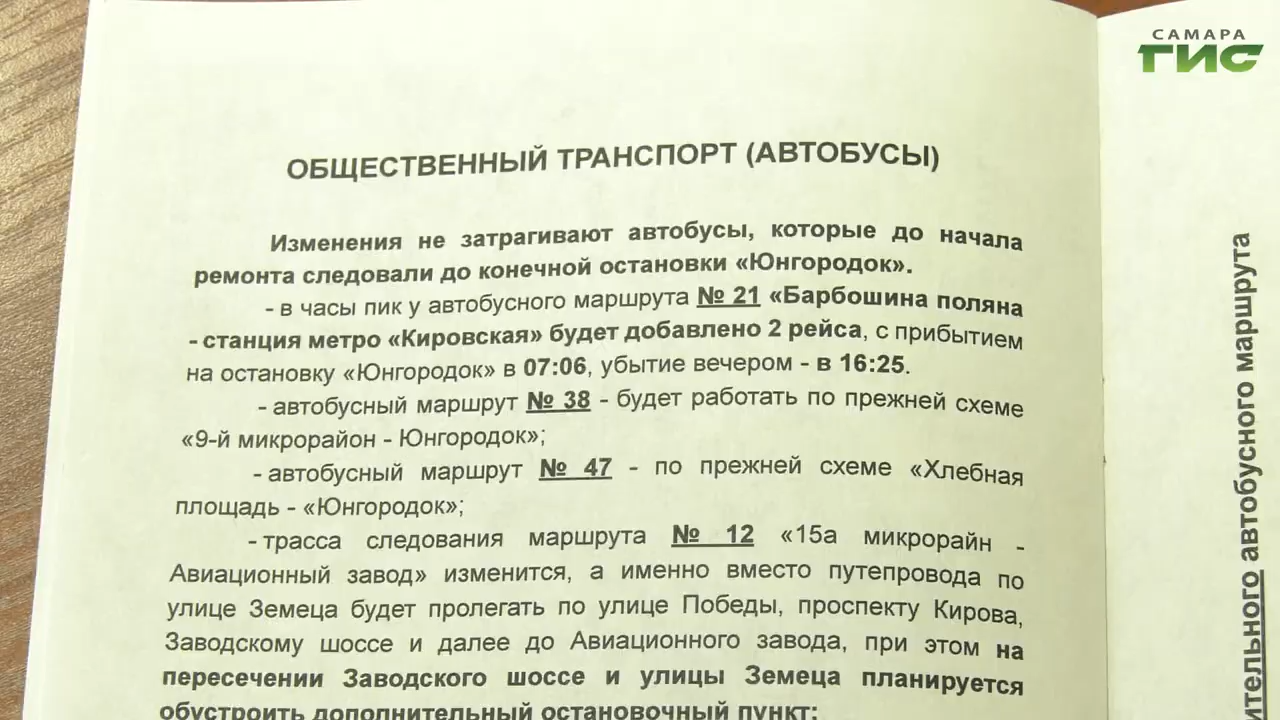 САМАРА
ГИС
ОБЩЕСТВЕННЫЙ ТРАНСПОРТ (АВТОБУСЫ)
Изменения не затрагивают автобусы, которые до начала
ремонта следовали до конечной остановки «Юнгородок».
- в часы пик у автобусного маршрута № 21 «Барбошина поляна
- станция метро «Кировская» будет добавлено 2 рейса, с прибытием
на остановку «Юнгородок» в 07:06, убытие вечером - в 16:25.
- автобусный маршрут № 38 - будет работать по прежней схеме
«9-й микрорайон - Юнгородок»;
- автобусный маршрут № 47 - по прежней схеме «Хлебная
площадь - «Юнгородок»;
- трасса следования маршрута № 12 «15а микрорайн -
Авиационный завод» изменится, а именно вместо путепровода по
улице Земеца будет пролегать по улице Победы, проспекту Кирова,
Заводскому шоссе и далее до Авиационного завода, при этом на
пересечении Заводского шоссе и улицы Земеца планируется
обустроить дополнительный остановочный пункт;
ительного автобусного маршрута